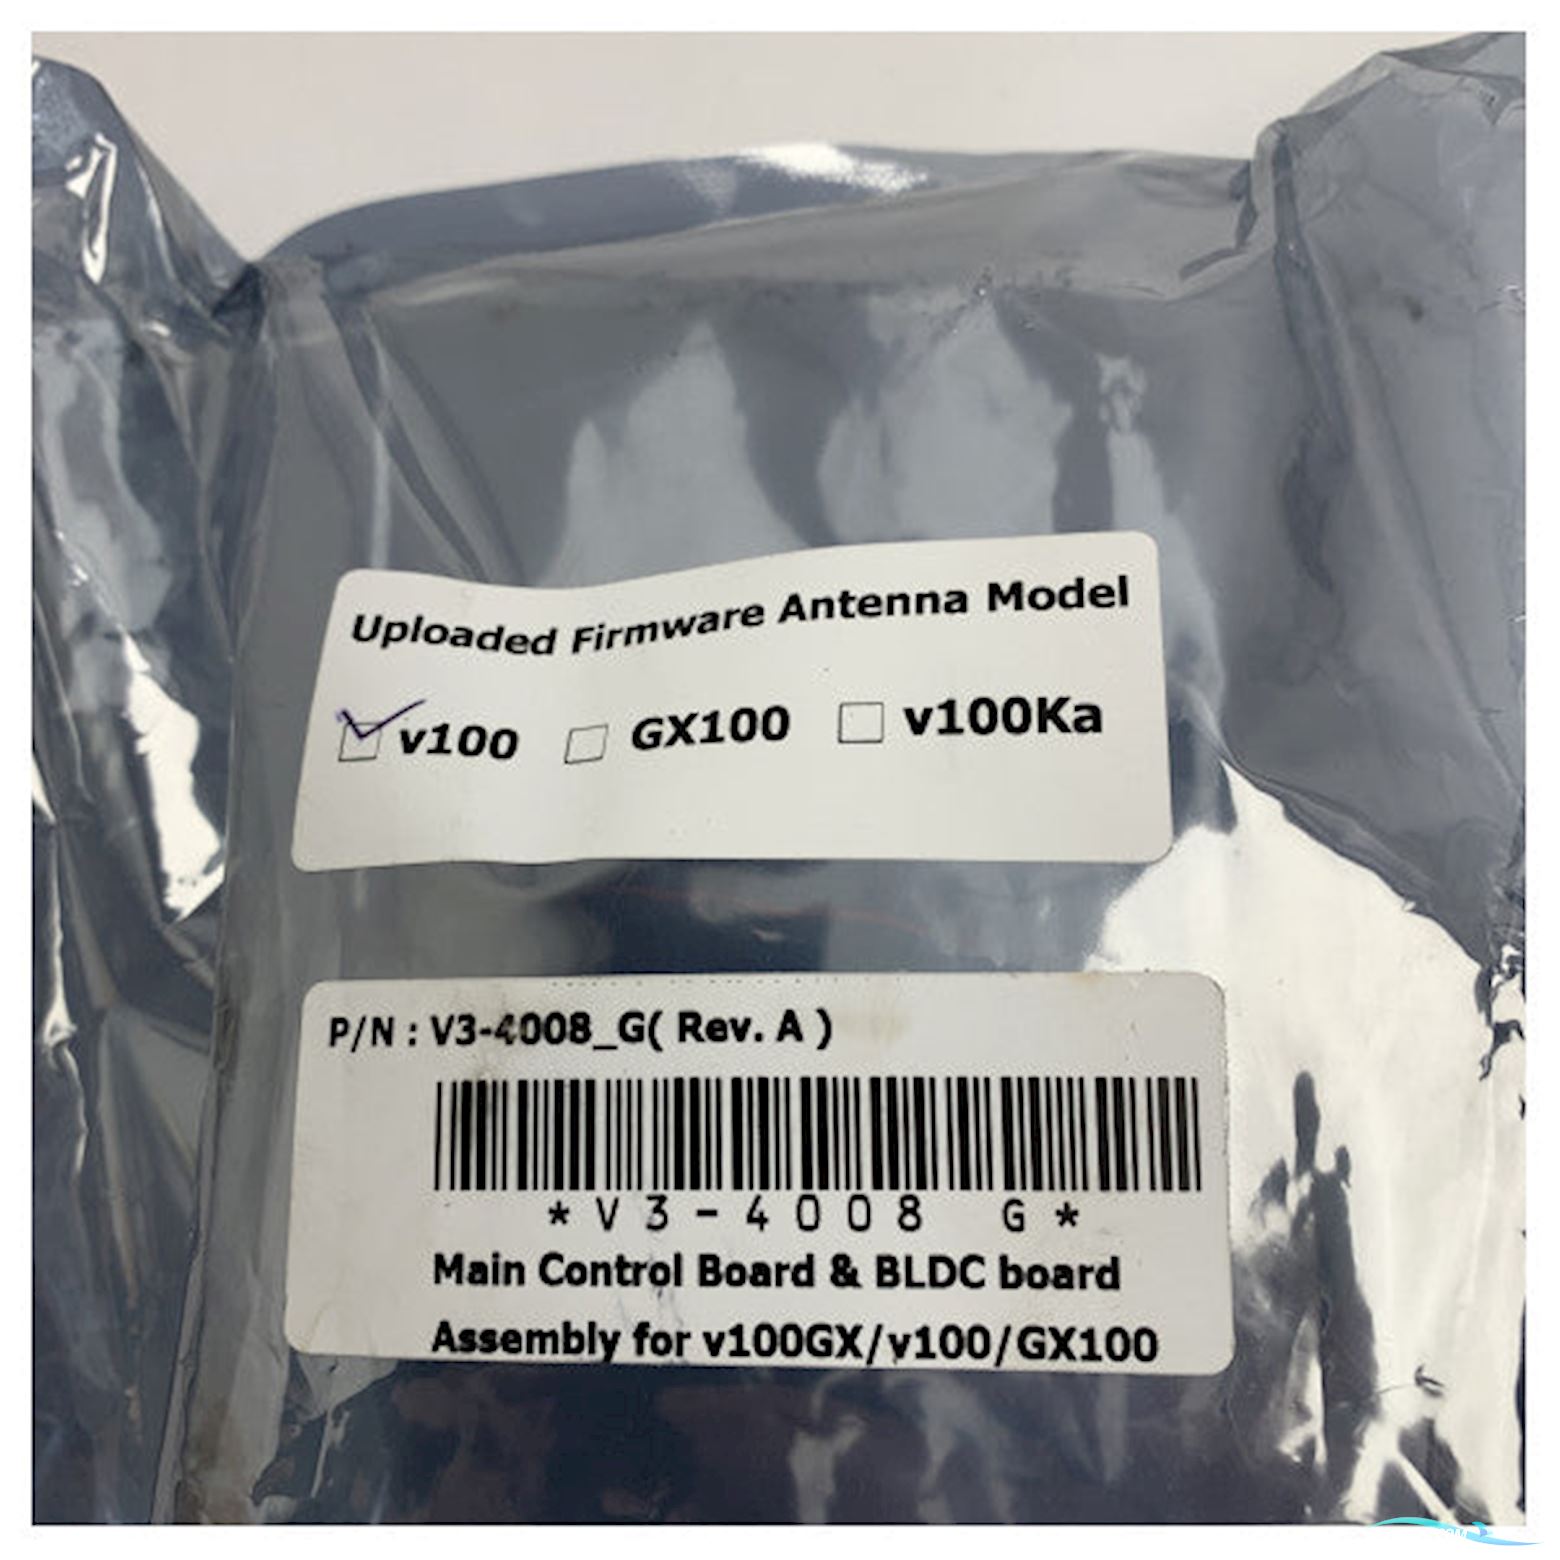 Uploaded Firmware Antenna Model
v100 GX100 v100Ka
P/N : V3-4008_G( Rev. A )
*V3-4008 G*
Main Control Board & BLDC board
Assembly for v100GX/v100/GX100